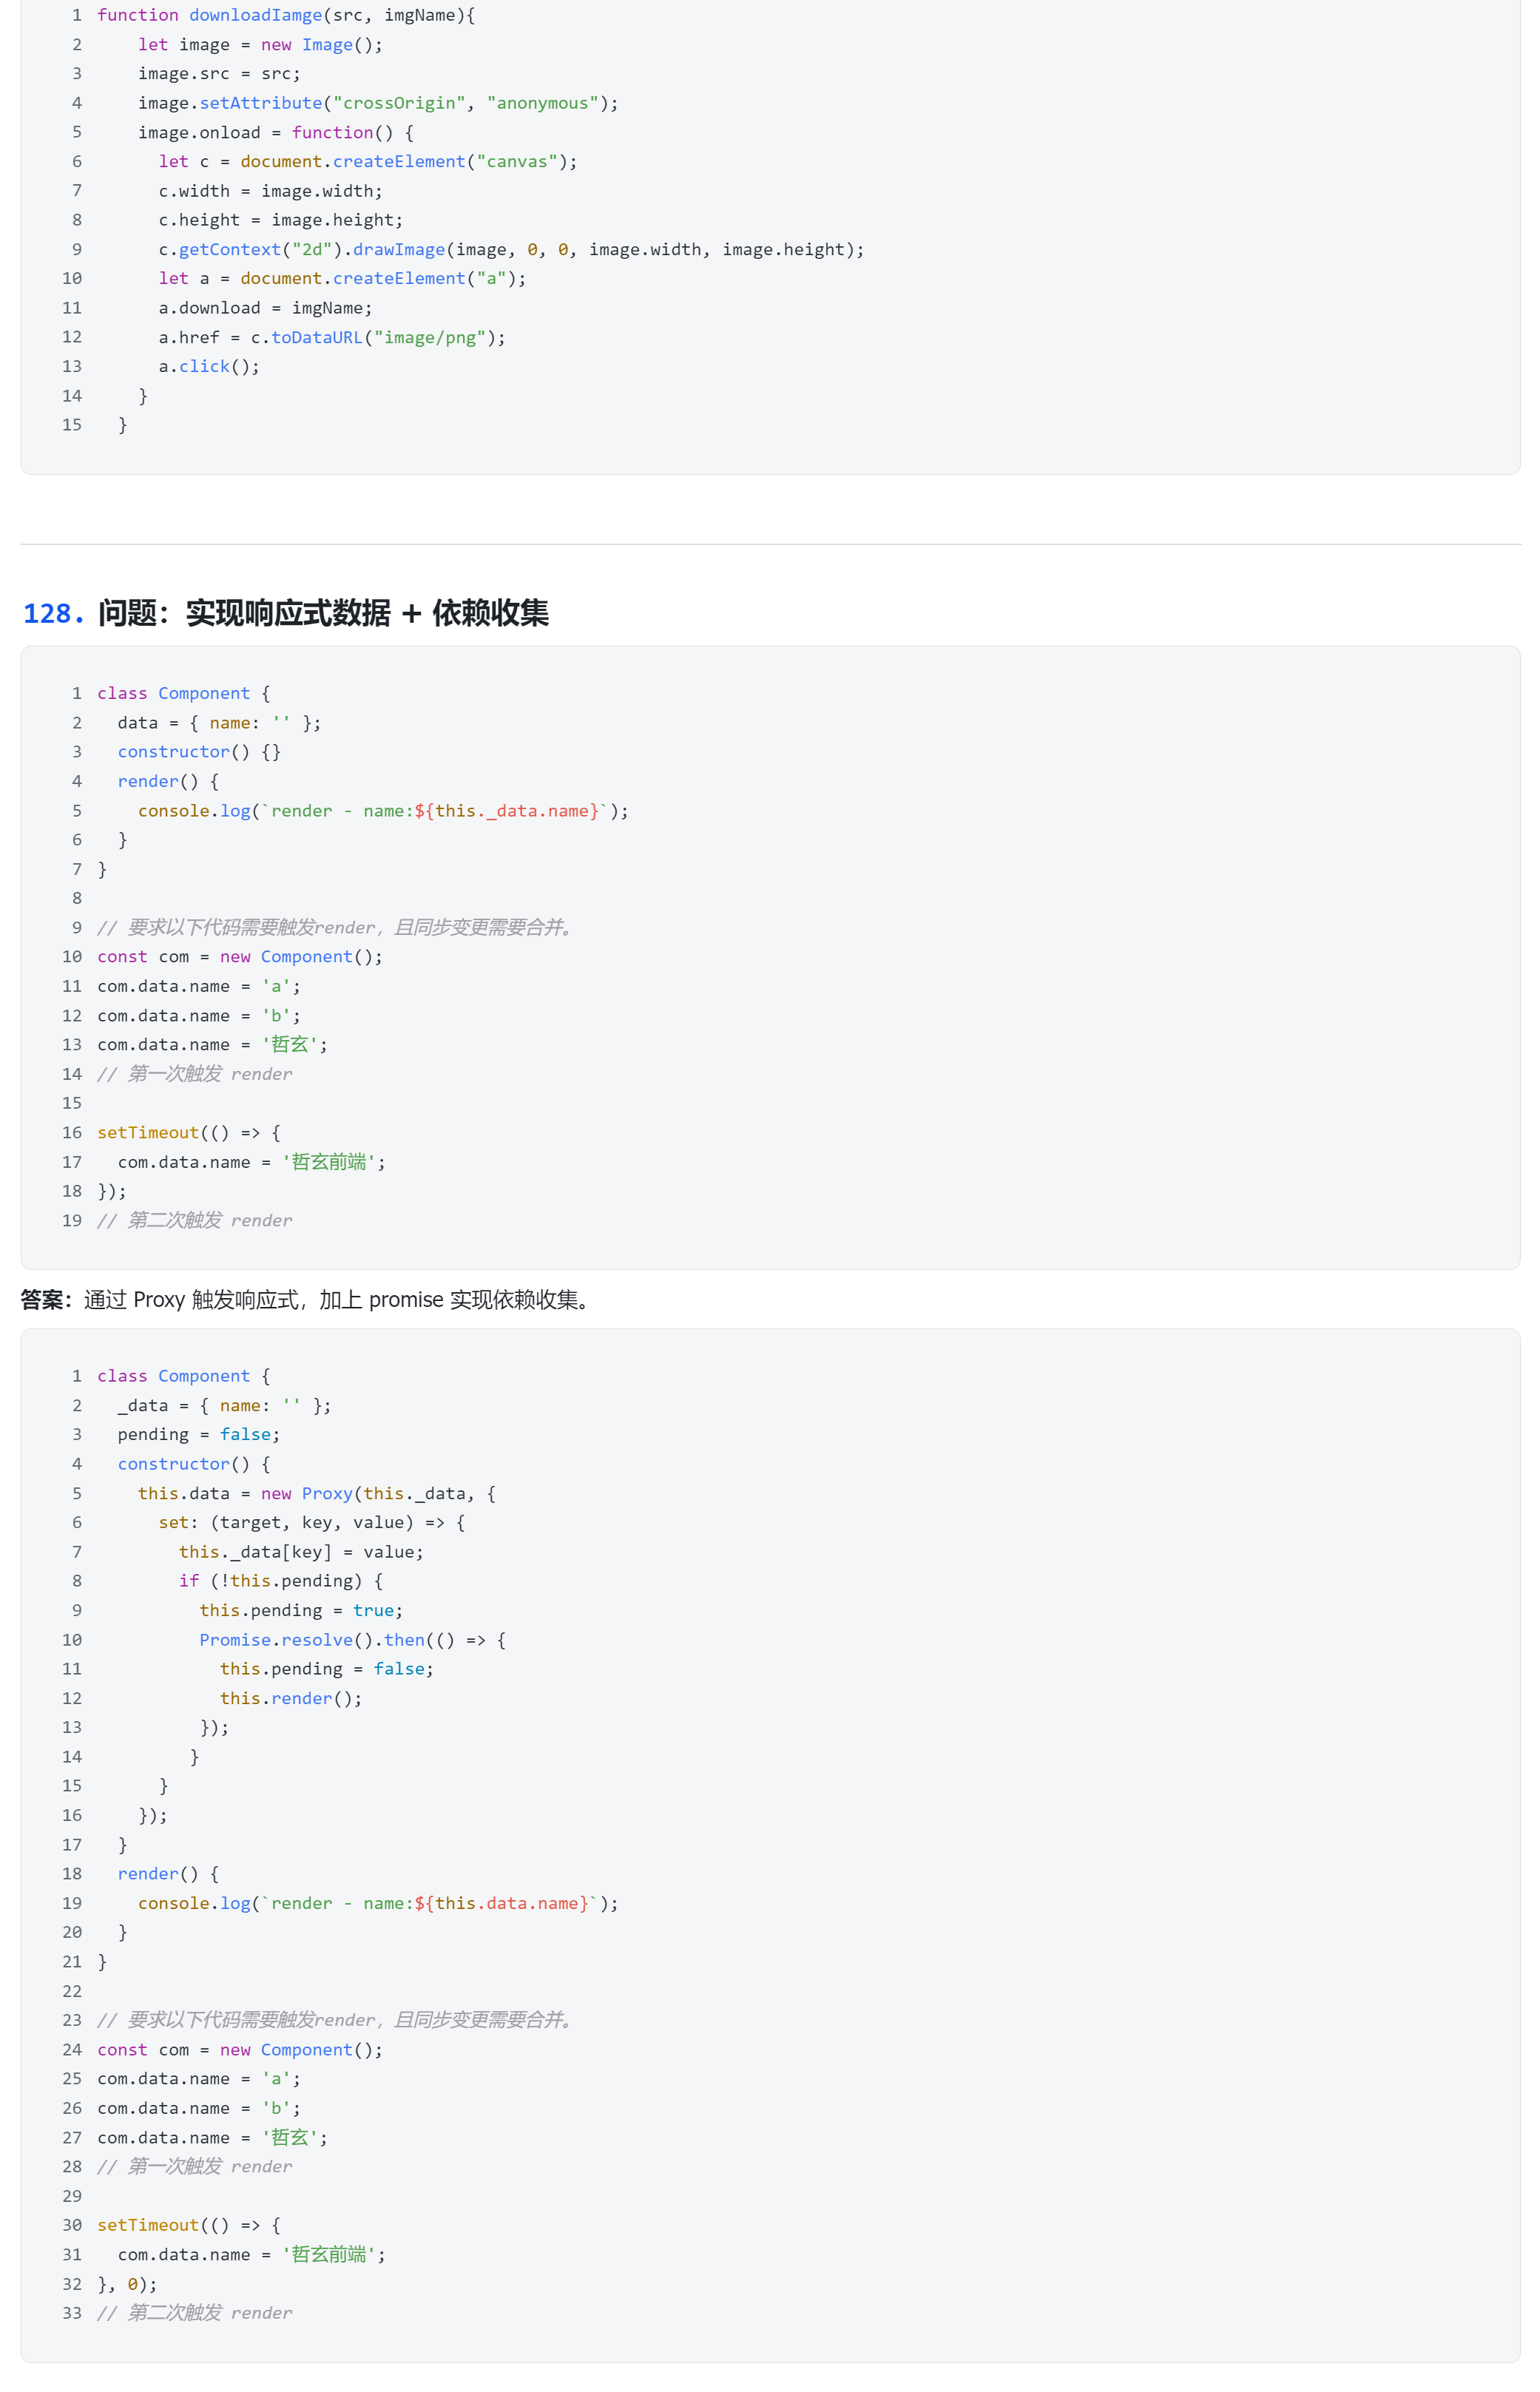 1 function downloadIamge(src, imgName){
2     let image = new Image();
3     image.src = src;
4     image.setAttribute("crossOrigin", "anonymous");
5     image.onload = function() {
6       let c = document.createElement("canvas");
7       c.width = image.width;
8       c.height = image.height;
9       c.getContext("2d").drawImage(image, 0, 0, image.width, image.height);
10       let a = document.createElement("a");
11       a.download = imgName;
12       a.href = c.toDataURL("image/png");
13       a.click();
14     }
15   }
128. 问题：实现响应式数据 + 依赖收集
1 class Component {
2   data = { name: '' };
3   constructor() {}
4   render() {
5     console.log(`render - name:${this._data.name}`);
6   }
7 }
8
9 // 要求以下代码需要触发render，且同步变更需要合并。
10 const com = new Component();
11 com.data.name = 'a';
12 com.data.name = 'b';
13 com.data.name = '哲玄';
14 // 第一次触发 render
15
16 setTimeout(() => {
17   com.data.name = '哲玄前端';
18 });
19 // 第二次触发 render
答案：通过 Proxy 触发响应式，加上 promise 实现依赖收集。
1 class Component {
2   _data = { name: '' };
3   pending = false;
4   constructor() {
5     this.data = new Proxy(this._data, {
6       set: (target, key, value) => {
7         this._data[key] = value;
8         if (!this.pending) {
9           this.pending = true;
10           Promise.resolve().then(() => {
11             this.pending = false;
12             this.render();
13           });
14          }
15       }
16     });
17   }
18   render() {
19     console.log(`render - name:${this.data.name}`);
20   }
21 }
22
23 // 要求以下代码需要触发render，且同步变更需要合并。
24 const com = new Component();
25 com.data.name = 'a';
26 com.data.name = 'b';
27 com.data.name = '哲玄';
28 // 第一次触发 render
29
30 setTimeout(() => {
31   com.data.name = '哲玄前端';
32 }, 0);
33 // 第二次触发 render